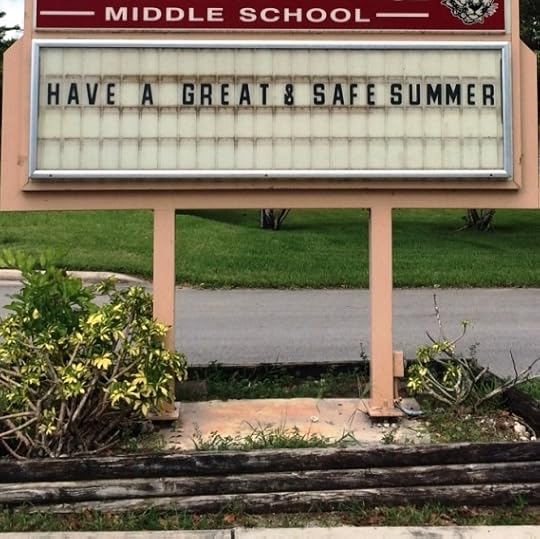 MIDDLE SCHOOL
HAVE A GREAT & SAFE SUMMER